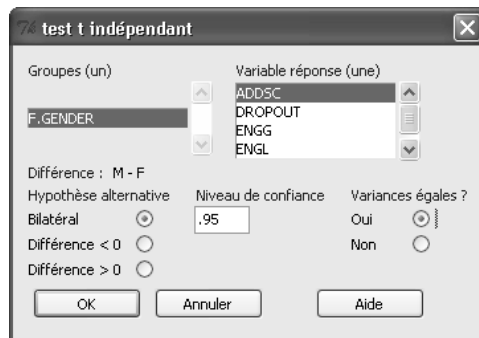 76 test t indépendant
Groupes (un)
Variable réponse (une)
F.GENDER
ADDSC
DROPOUT
ENGG
ENGL
Différence : M - F
Hypothèse alternative
Niveau de confiance
Variances égales ?
Bilatéral
.95
Oui
Différence < 0
Non
Différence > 0
OK
Annuler
Aide